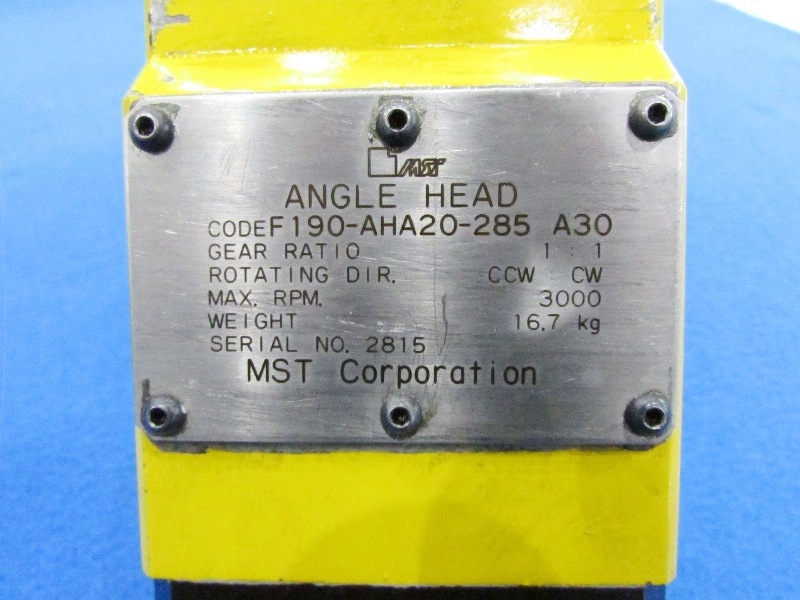 MST
ANGLE HEAD
CODE F190-AHA20-285 A30
GEAR RATIO 1 : 1
ROTATING DIR. CCW : CW
MAX. RPM. 3000
WEIGHT 16.7 kg
SERIAL NO. 2815
MST Corporation